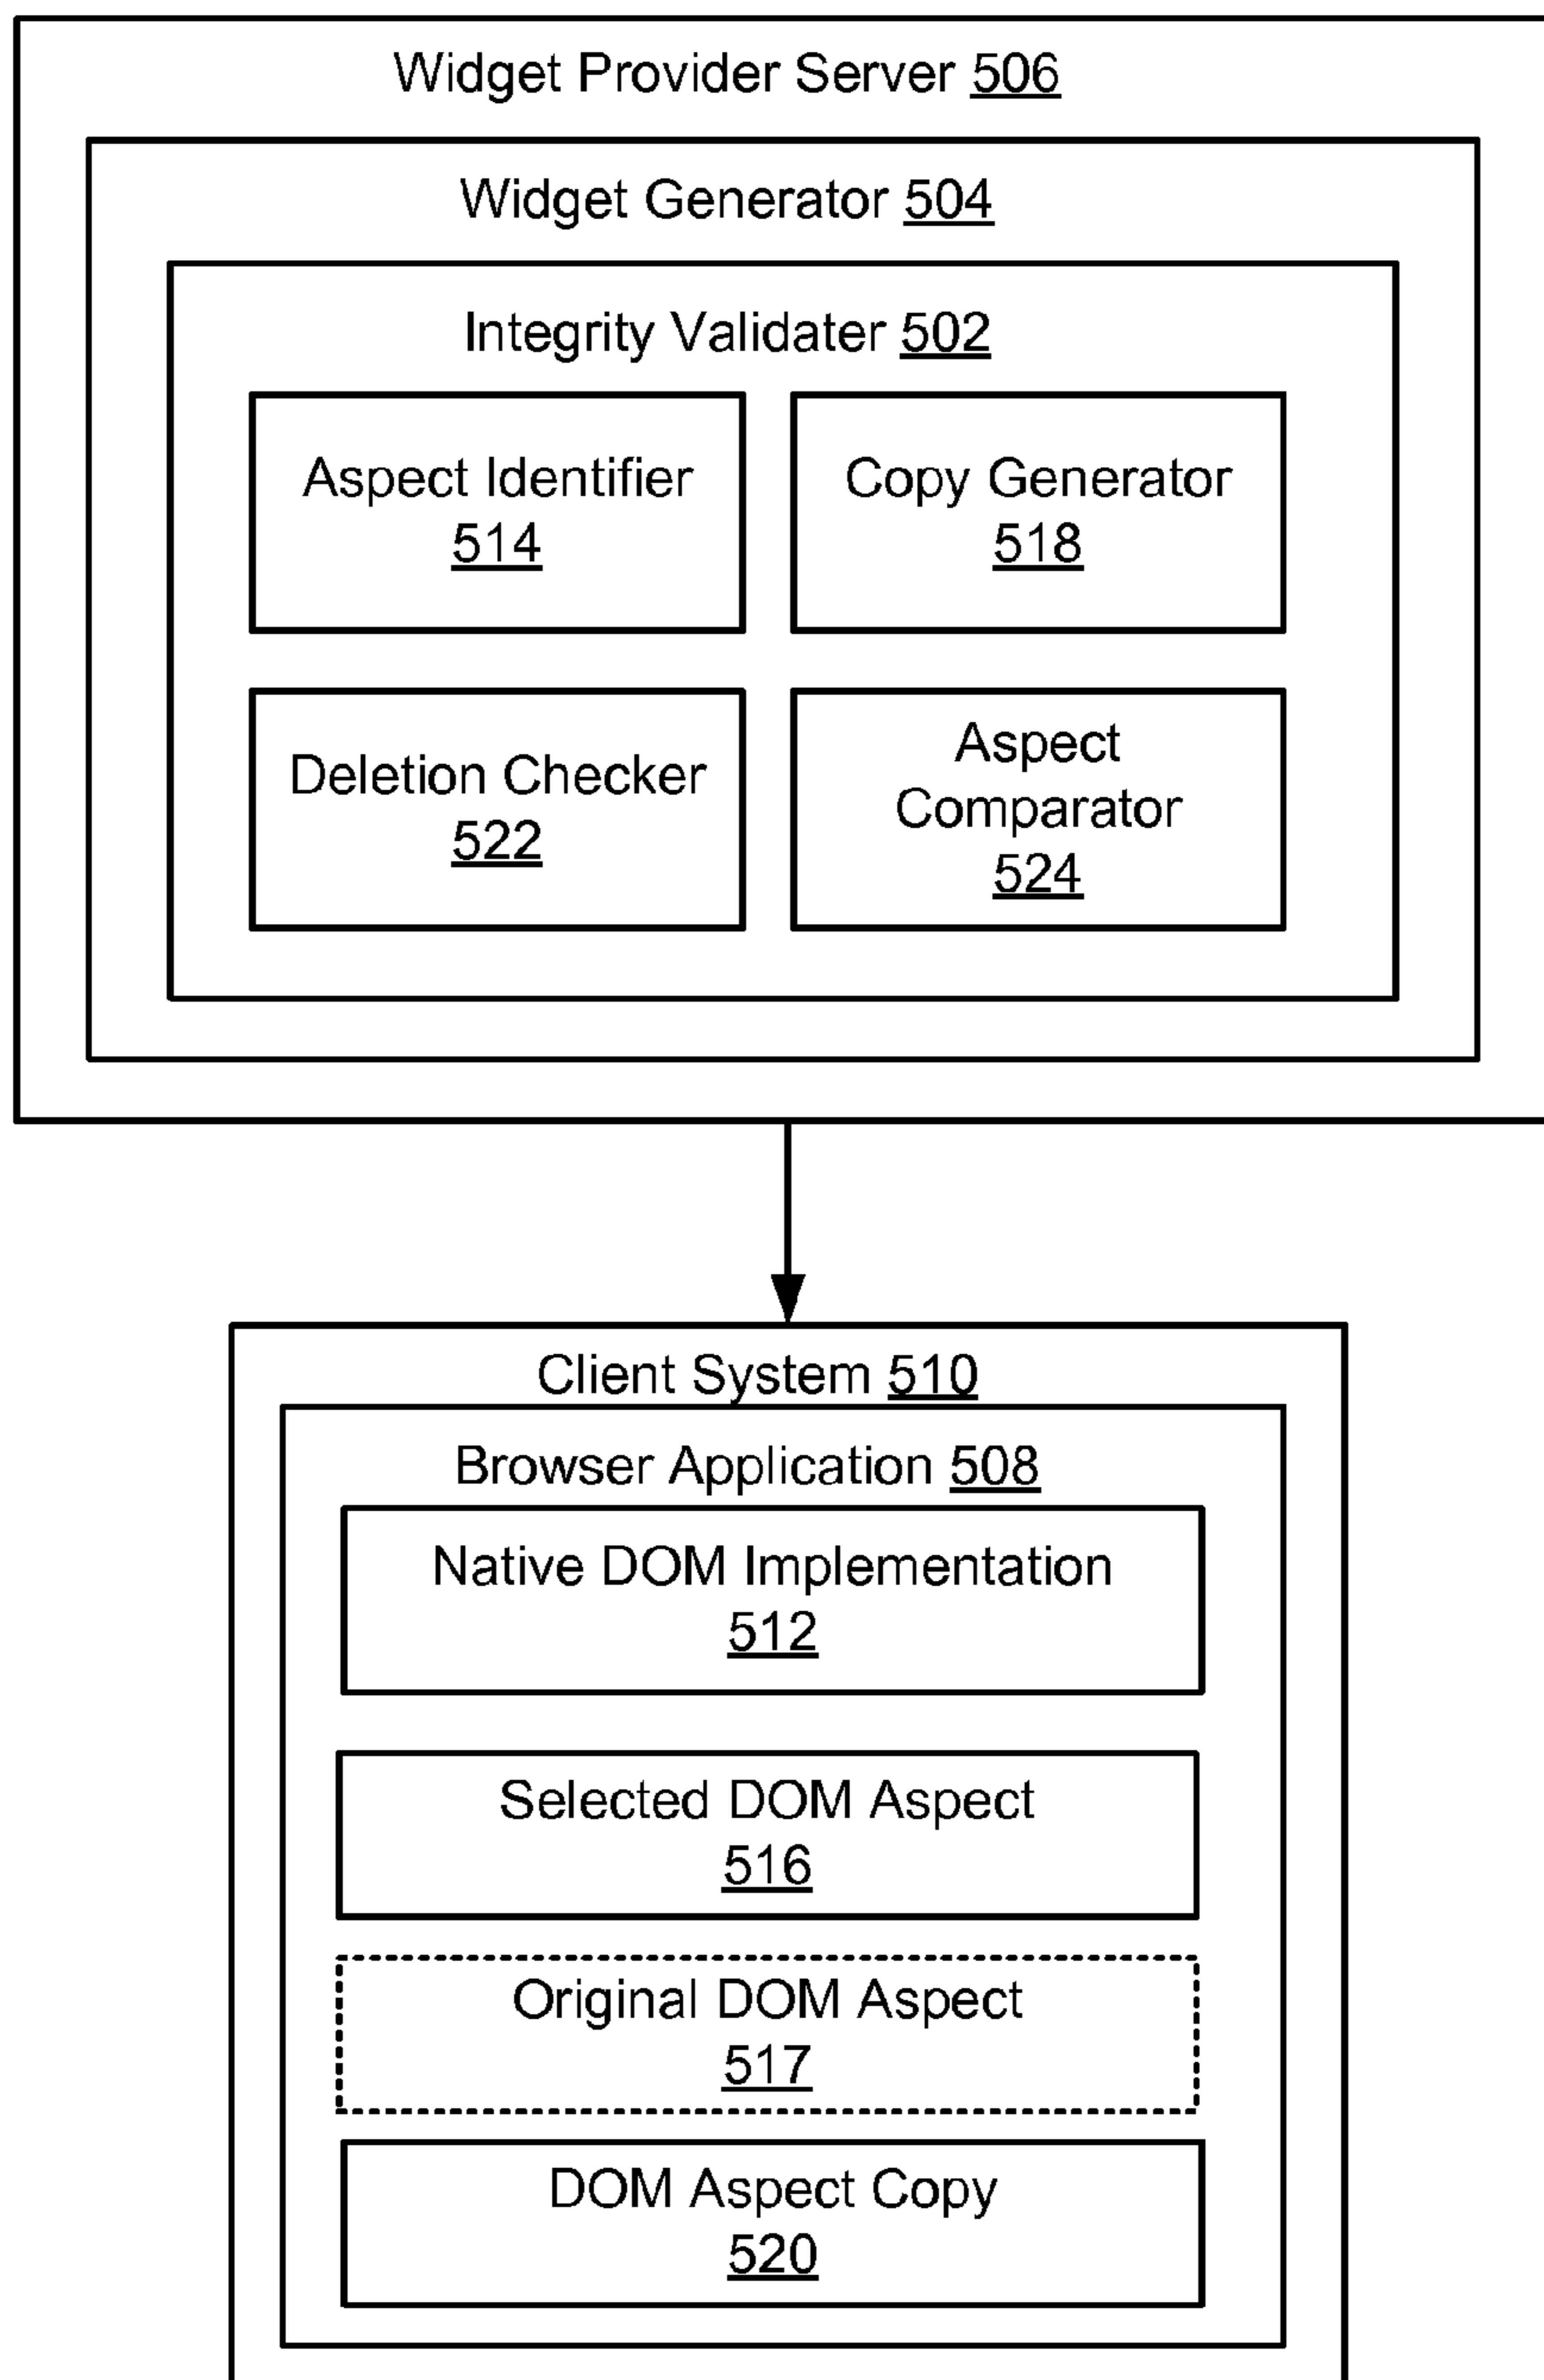 Widget Provider Server 506
Widget Generator 504
Integrity Validater 502
Aspect Identifier
514
Copy Generator
518
Deletion Checker
522
Aspect
Comparator
524
Client System 510
Browser Application 508
Native DOM Implementation
512
Selected DOM Aspect
516
Original DOM Aspect
517
DOM Aspect Copy
520